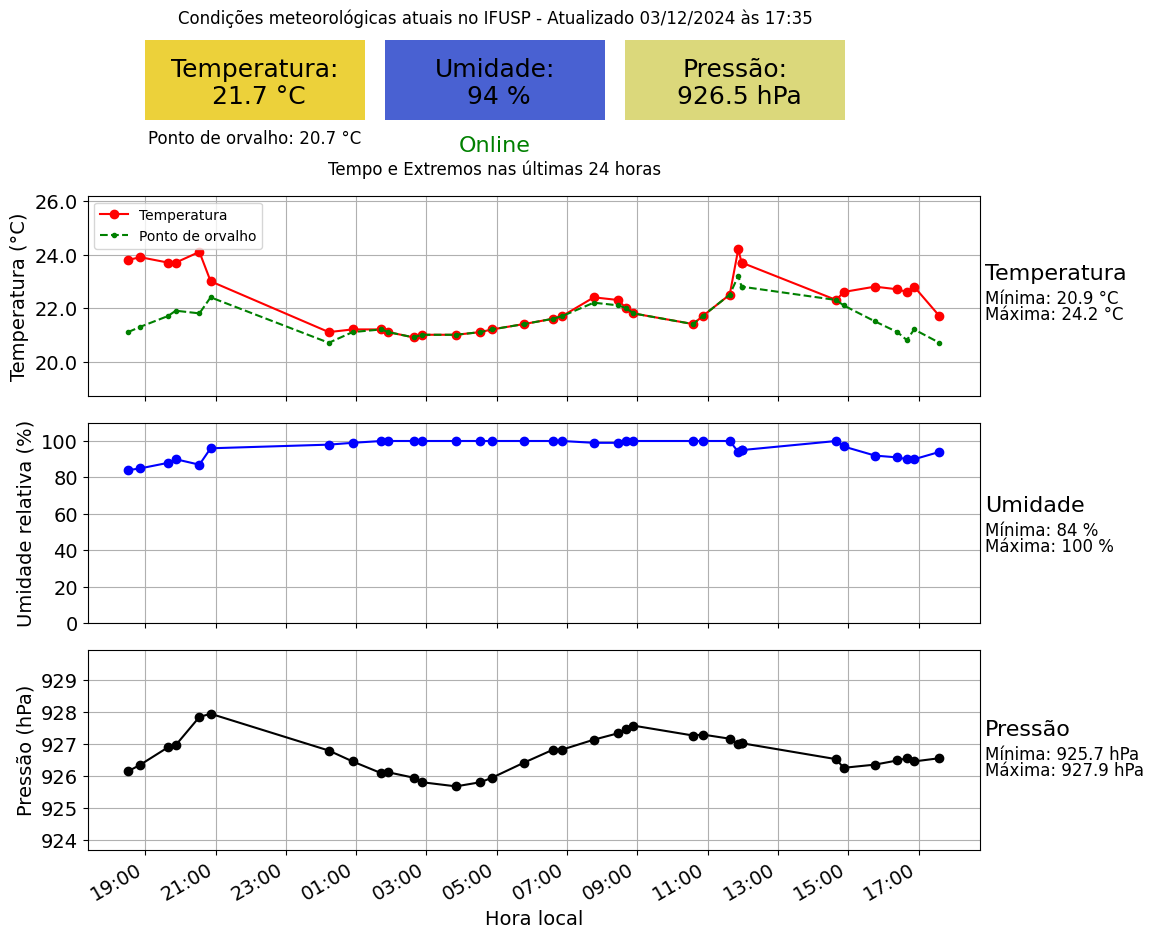 Condições meteorológicas atuais no IFUSP - Atualizado 03/12/2024 às 17:35
Temperatura:
21.7 °C
Umidade:
94 %
Pressão:
926.5 hPa
Ponto de orvalho: 20.7 °C
Online
Tempo e Extremos nas últimas 24 horas
Temperatura (°C)
26.0
24.0
22.0
20.0
Temperatura
Ponto de orvalho
Temperatura
Mínima: 20.9 °C
Máxima: 24.2 °C
Umidade relativa (%)
100
80
60
40
20
0
Umidade
Mínima: 84 %
Máxima: 100 %
Pressão (hPa)
929
928
927
926
925
924
Pressão
Mínima: 925.7 hPa
Máxima: 927.9 hPa
19:00 21:00 23:00 01:00 03:00 05:00 07:00 09:00 11:00 13:00 15:00 17:00
Hora local